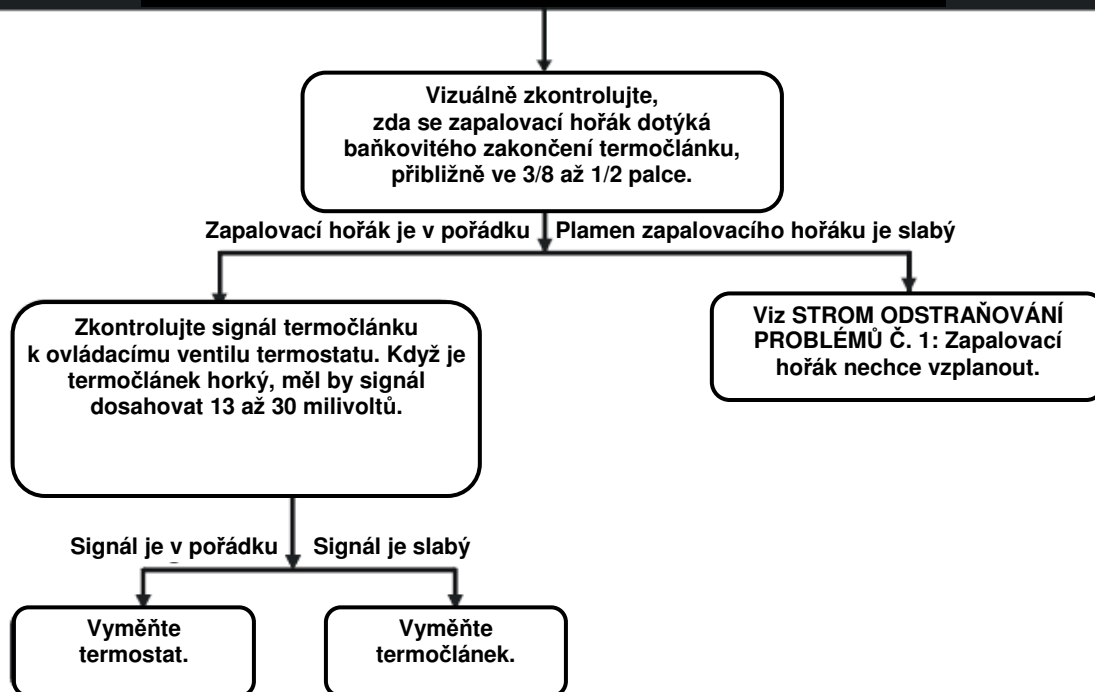 Vizuálně zkontrolujte,
zda se zapalovací hořák dotýká
baňkovitého zakončení termočlánku,
přibližně ve 3/8 až 1/2 palce.
Zapalovací hořák je v pořádku
Plamen zapalovacího hořáku je slabý
Zkontrolujte signál termočlánku
k ovládacímu ventilu termostatu. Když je
termočlánek horký, měl by signál
dosahovat 13 až 30 milivoltů.
Viz STROM ODSTRAŇOVÁNÍ
PROBLÉMŮ Č. 1: Zapalovací
hořák nechce vzplanout.
Signál je v pořádku
Signál je slabý
Vyměňte
termostat.
Vyměňte
termočlánek.